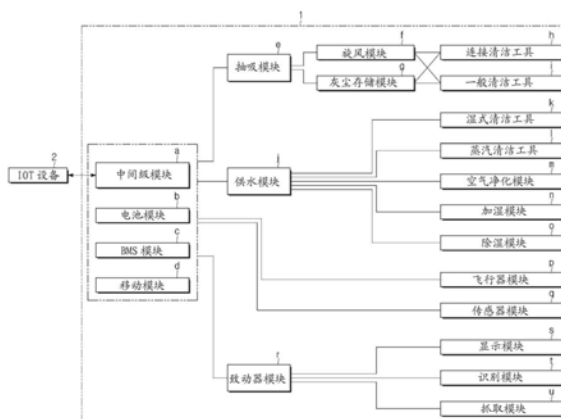 1
e
抽吸模块
f
旋风模块
g
灰尘存储模块
h
连接清洁工具
i
一般清洁工具
2
IOT 设备
a
中间级模块
b
电池模块
c
BMS 模块
d
移动模块
j
供水模块
k
湿式清洁工具
l
蒸汽清洁工具
m
空气净化模块
n
加湿模块
o
除湿模块
p
飞行器模块
q
传感器模块
r
致动器模块
s
显示模块
t
识别模块
u
抓取模块